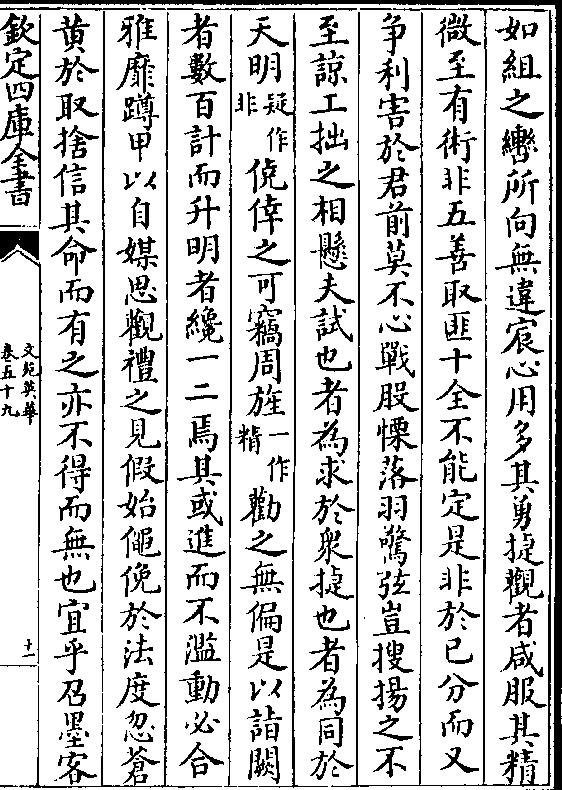 如組之轡所向無違宸心用多其勇捷觀者咸服其精
微至有術非五善取匪十全不能定是非於已分而又
争利害於君前莫不心戰股慄落羽驚弦豈搜揚之不
至諒工拙之相懸夫試也者為求於衆捷也者為同於
天明疑作非僥倖之可竊周旌一作精勸之無偏是以詣闕
者數百計而升明者纔一二焉其或進而不濫動必合
雅靡蹲甲以自媒思觀禮之見假始僶俛於法度忽蒼
黄於取捨信其命而有之亦不得而無也宜乎召墨客
欽定四庫全書
文苑英華
卷五十九
十一